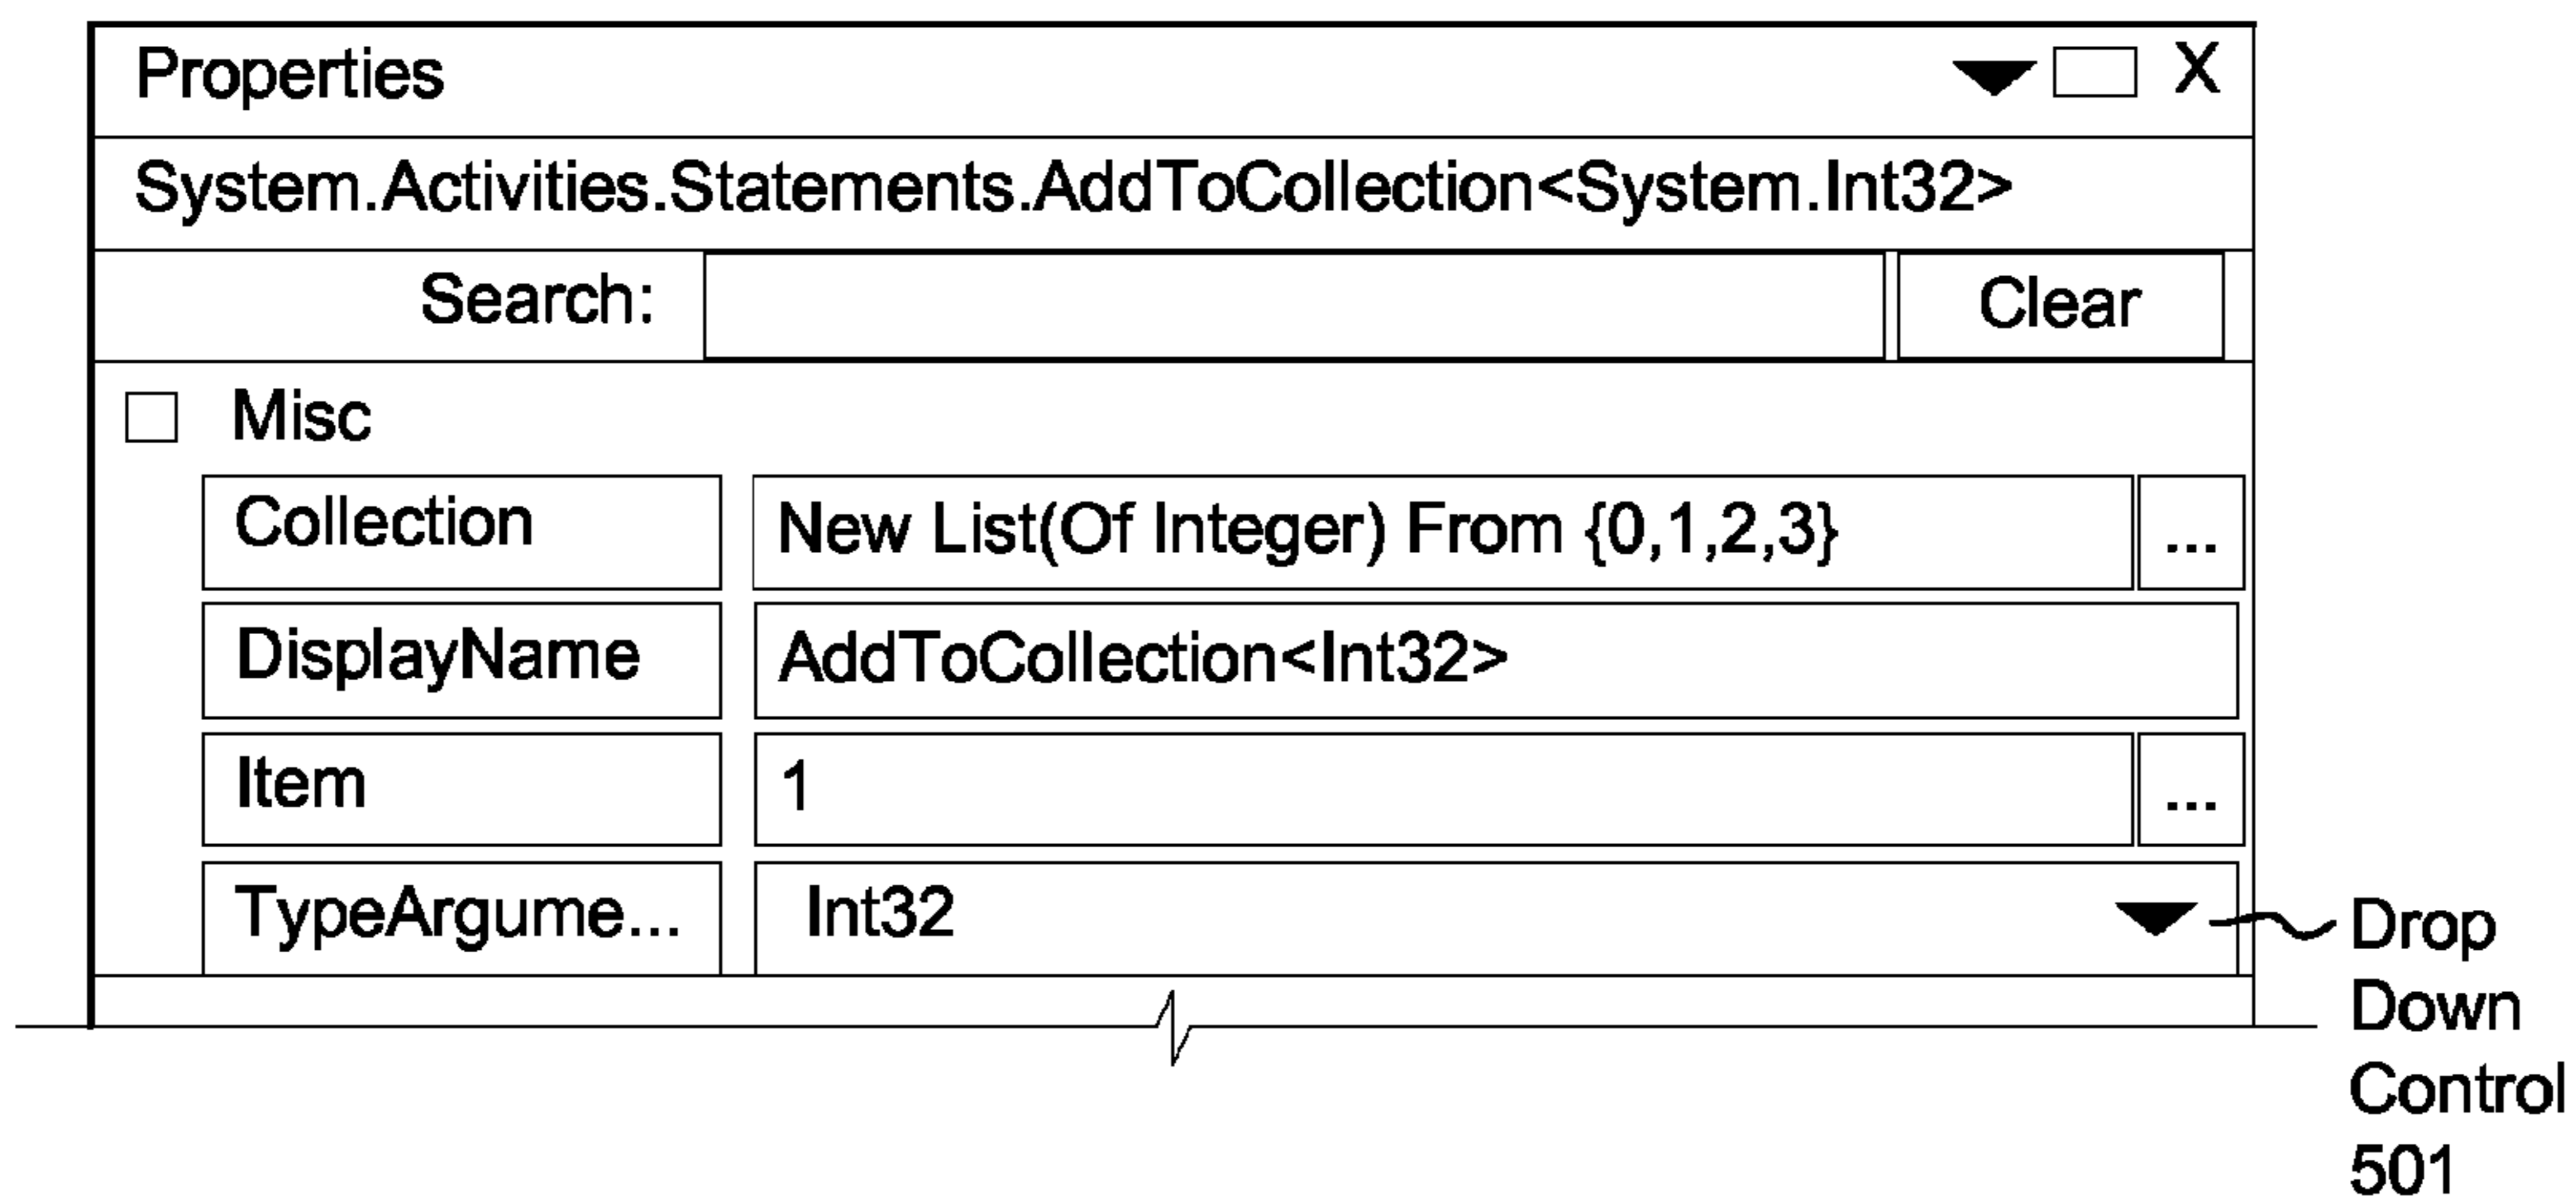 Properties X
System.Activities.Statements.AddToCollection<System.Int32>
Search: Clear
Misc
Collection New List(Of Integer) From {0,1,2,3} ...
DisplayName AddToCollection<Int32>
Item 1 ...
TypeArgume... Int32
Drop
Down
Control
501